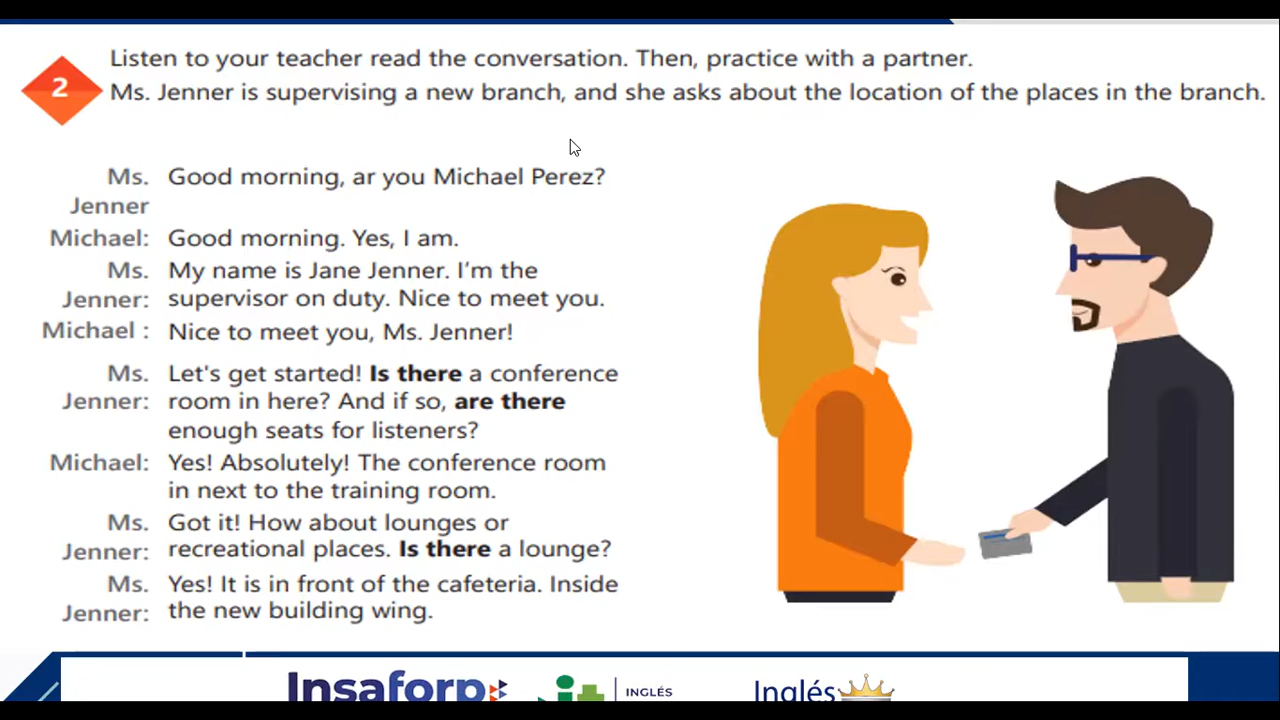 Listen to your teacher read the conversation. Then, practice with a partner.
2
Ms. Jenner is supervising a new branch, and she asks about the location of the places in the branch.
Ms. Good morning, ar you Michael Perez?
Jenner
Michael: Good morning. Yes, I am.
Ms. My name is Jane Jenner. I'm the
Jenner: supervisor on duty. Nice to meet you.
Michael : Nice to meet you, Ms. Jenner!
Ms. Let's get started! Is there a conference
Jenner: room in here? And if so, are there
enough seats for listeners?
Michael: Yes! Absolutely! The conference room
in next to the training room.
Ms. Got it! How about lounges or
Jenner: recreational places. Is there a lounge?
Ms. Yes! It is in front of the cafeteria. Inside
Jenner: the new building wing.
Insaforp
INGLÉS
Inglés